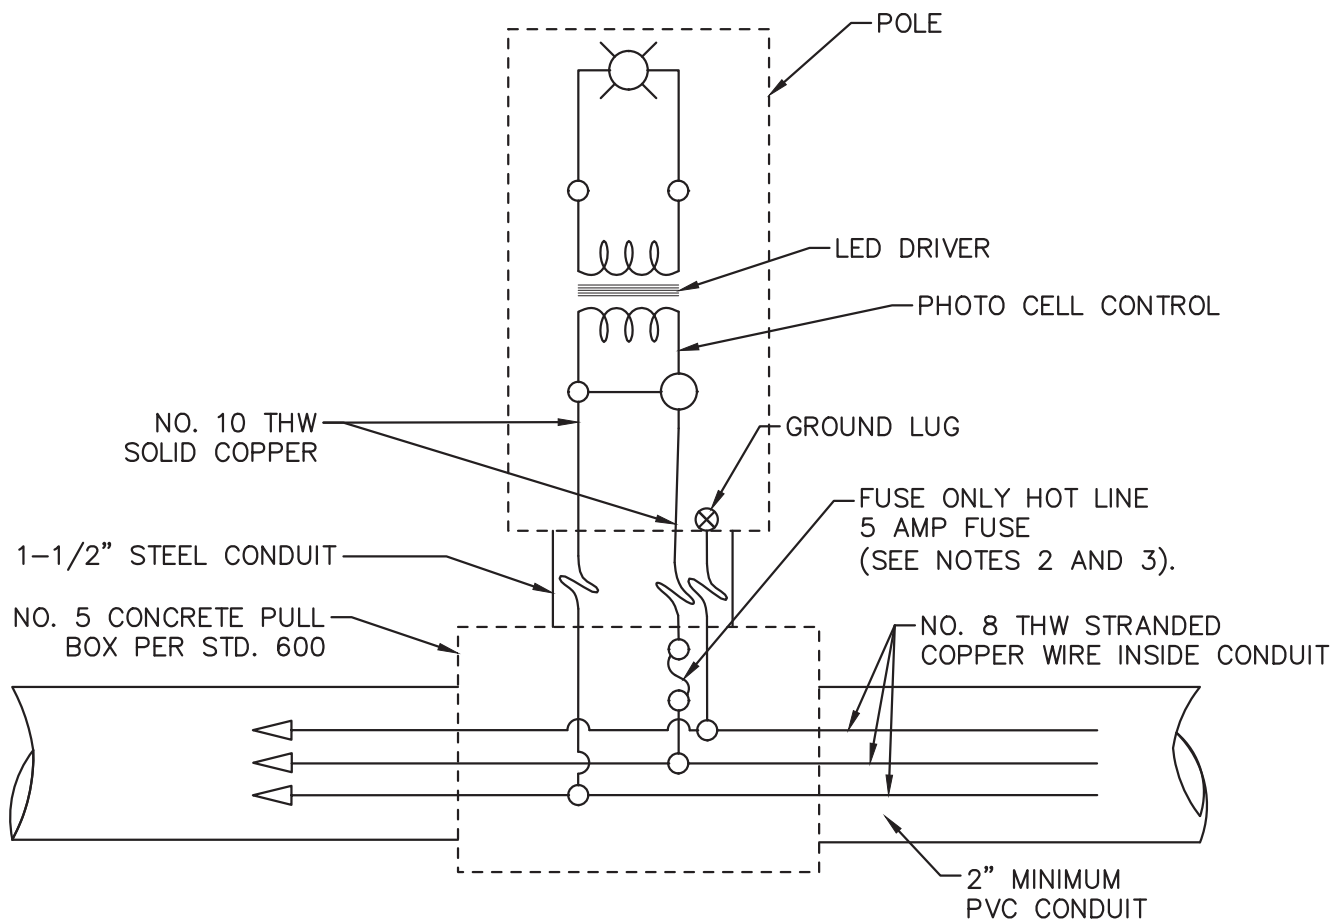 POLE
LED DRIVER
PHOTO CELL CONTROL
NO. 10 THW
SOLID COPPER
GROUND LUG
FUSE ONLY HOT LINE
5 AMP FUSE
(SEE NOTES 2 AND 3).
1-1/2" STEEL CONDUIT
NO. 5 CONCRETE PULL
BOX PER STD. 600
NO. 8 THW STRANDED
COPPER WIRE INSIDE CONDUIT
2" MINIMUM
PVC CONDUIT